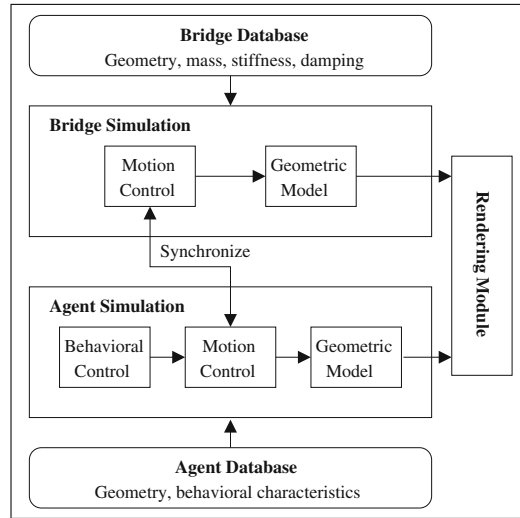 Bridge Database
Geometry, mass, stiffness, damping
Bridge Simulation
Motion
Control
Geometric
Model
Rendering Module
Synchronize
Agent Simulation
Behavioral
Control
Motion
Control
Geometric
Model
Agent Database
Geometry, behavioral characteristics